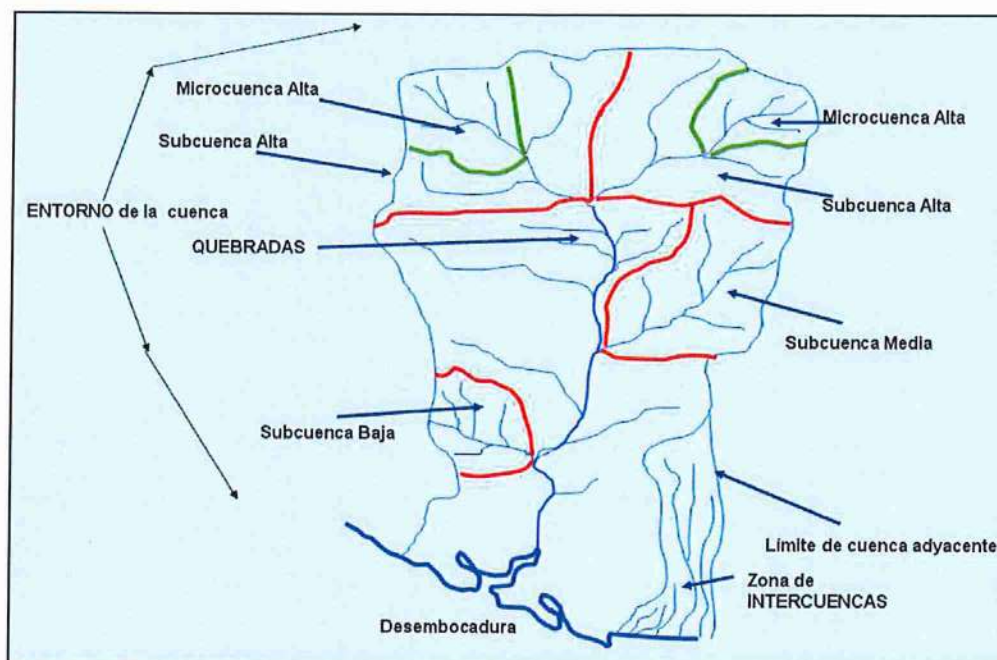 Microcuenca Alta
Microcuenca Alta
Subcuenca Alta
ENTORNO de la cuenca
Subcuenca Alta
QUEBRADAS
Subcuenca Media
Subcuenca Baja
Límite de cuenca adyacente
Zona de
INTERCUENCAS
Desembocadura